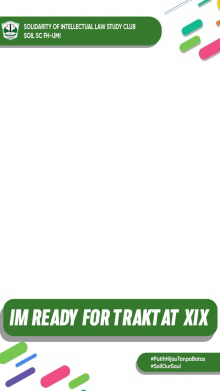 SOLIDARITY OF INTELLECTUAL LAW STUDY CLUB
SOIL SC FH-UMI
IM READY FOR TRAKTAT XIX
#PutihHijauTanpaBatas
#SoilOurSoul